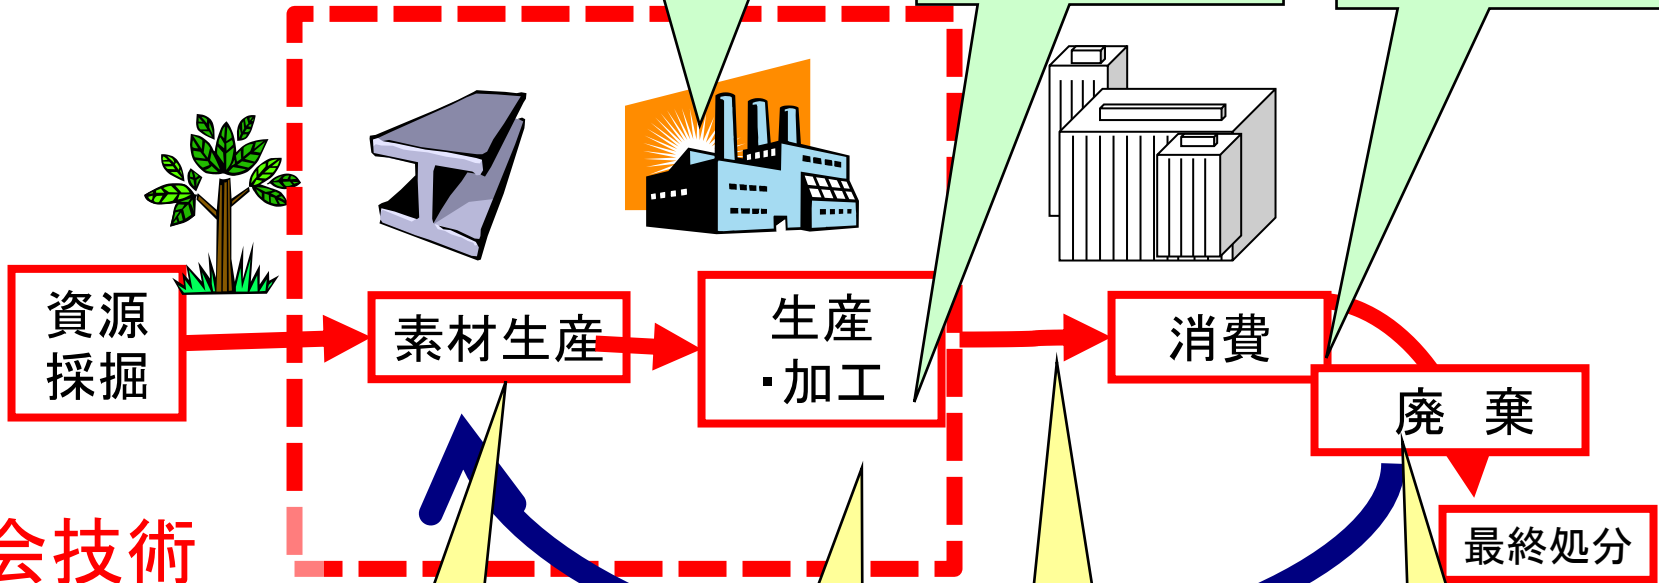 資源
採掘
素材生産
生産
・加工
消費
廃　棄
最終処分
会技術